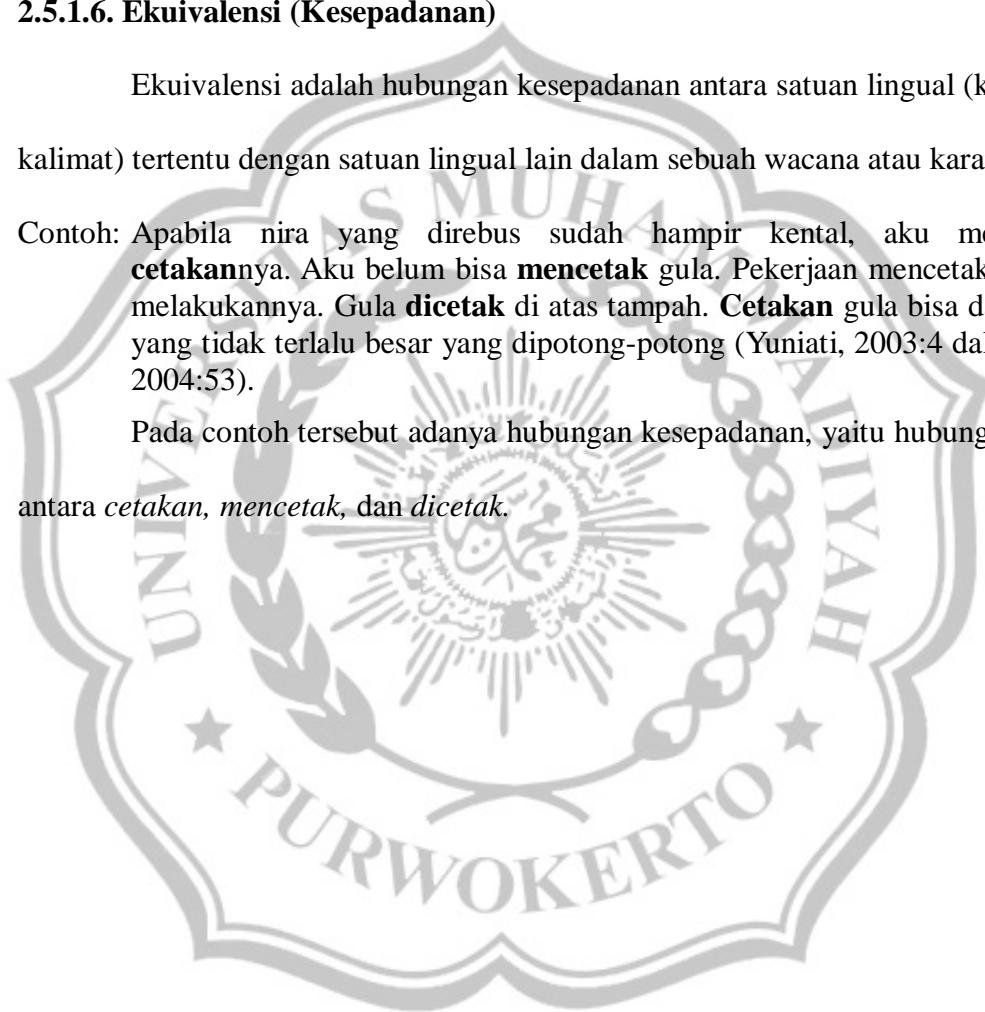 2.5.1.6. Ekuivalensi (Kesepadanan)
Ekuivalensi adalah hubungan kesepadanan antara satuan lingual (k
kalimat) tertentu dengan satuan lingual lain dalam sebuah wacana atau kara
Contoh: Apabila nira yang direbus sudah hampir kental, aku me
cetakannya. Aku belum bisa mencetak gula. Pekerjaan mencetak
melakukannya. Gula dicetak di atas tampah. Cetakan gula bisa d
yang tidak terlalu besar yang dipotong-potong (Yuniati, 2003:4 dal
2004:53).
Pada contoh tersebut adanya hubungan kesepadanan, yaitu hubung
antara cetakan, mencetak, dan dicetak.
UNIVERSITAS MUHAMMADIYAH
PURWOKERTO